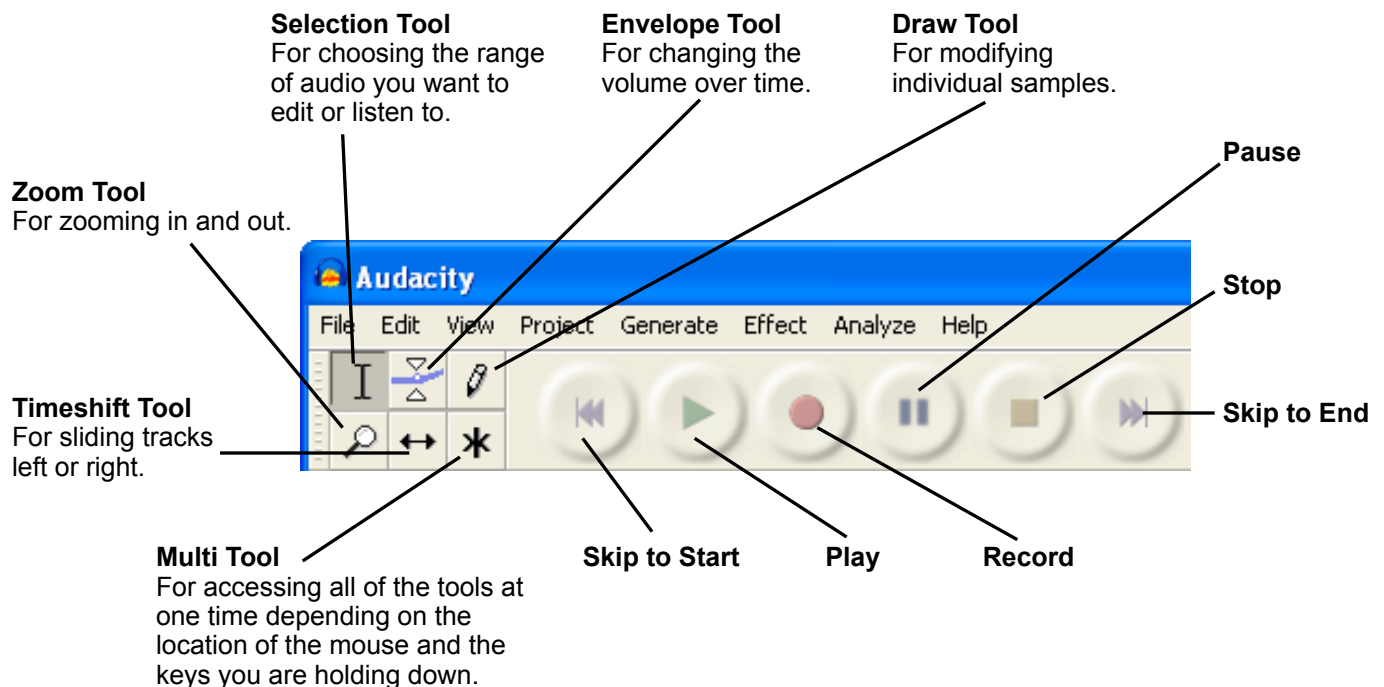 Selection Tool
For choosing the range
of audio you want to
edit or listen to.
Envelope Tool
For changing the
volume over time.
Draw Tool
For modifying
individual samples.
Pause
Zoom Tool
For zooming in and out.
Audacity
File Edit View Project Generate Effect Analyze Help
Stop
Timeshift Tool
For sliding tracks
left or right.
Skip to End
Multi Tool
For accessing all of the tools at
one time depending on the
location of the mouse and the
keys you are holding down.
Skip to Start
Play
Record